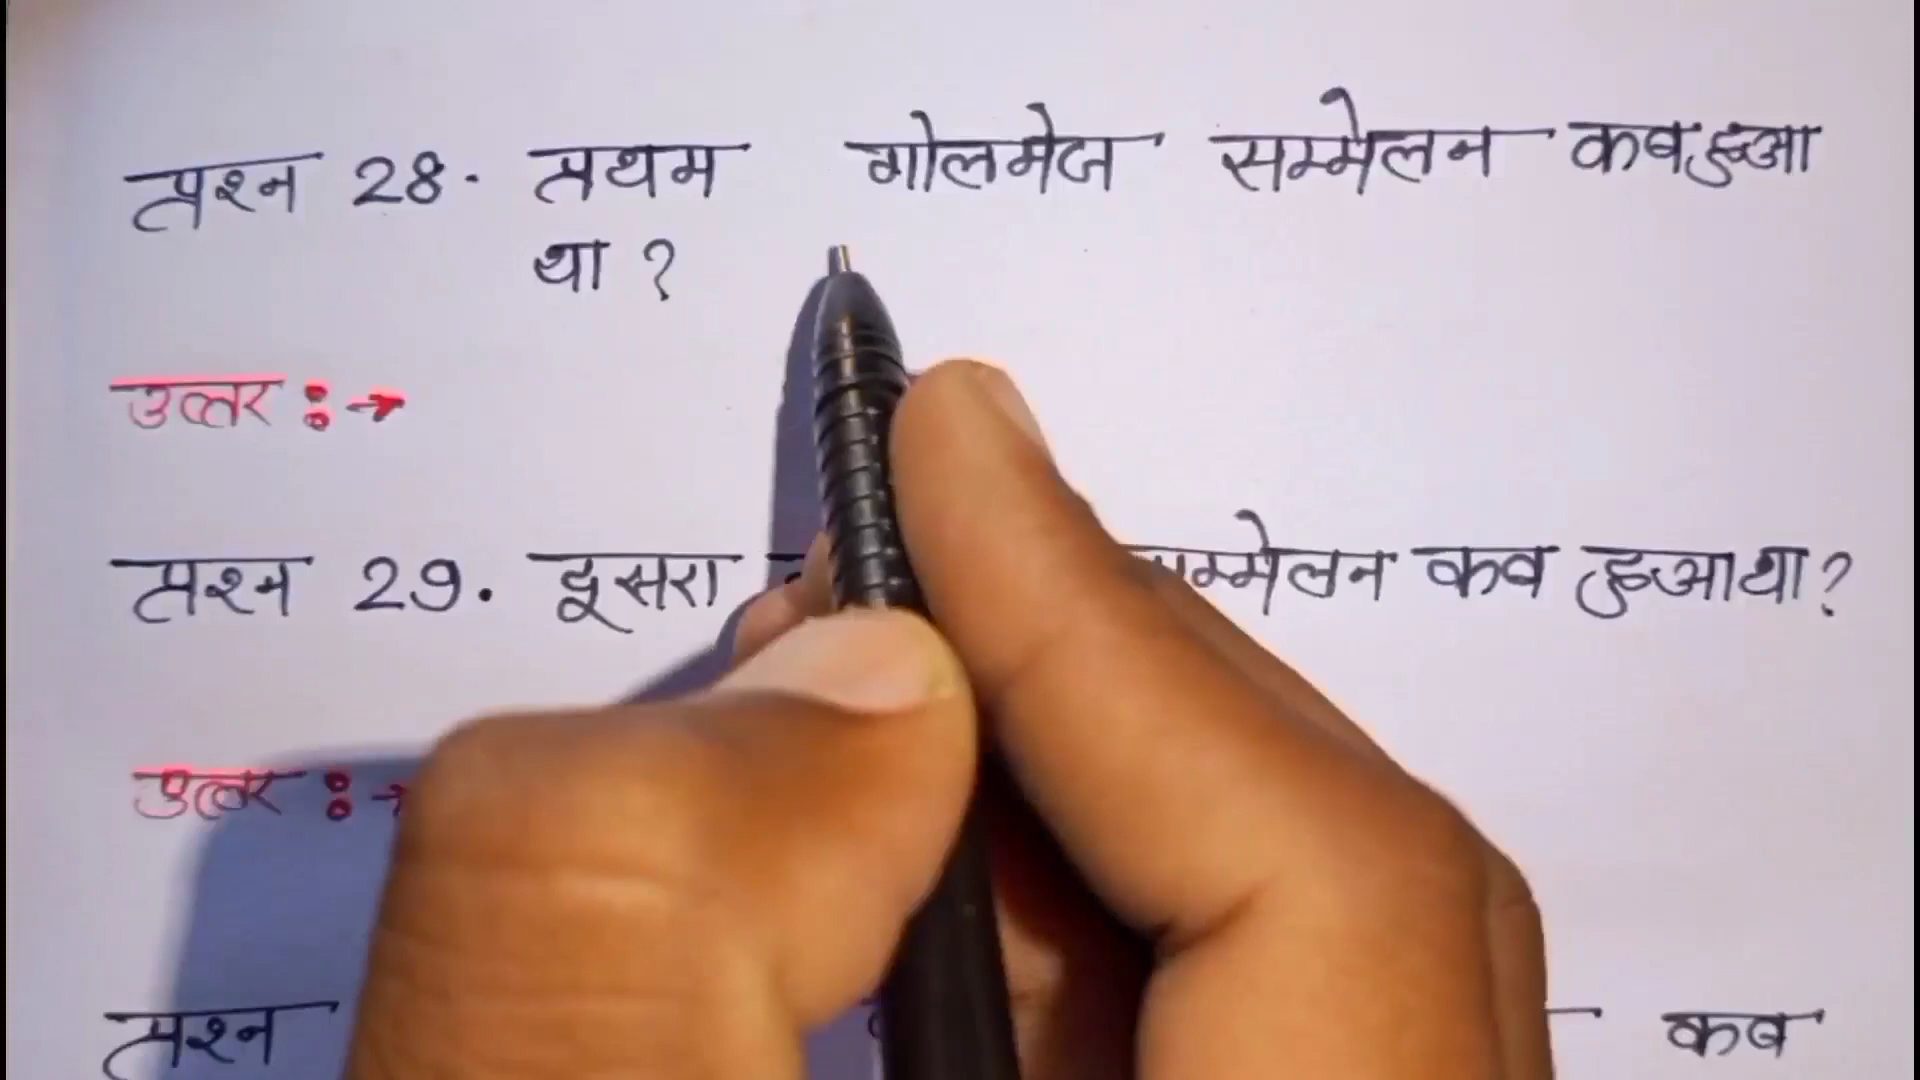 प्रश्न 28. प्रथम गोलमेज सम्मेलन कब हुआ
था ?
उत्तर :→
प्रश्न 29. दूसरा सम्मेलन कब हुआ था?
उत्तर :→
प्रश्न कब